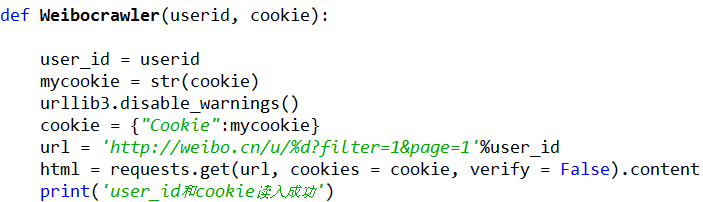 def Weibocrawler(userid, cookie):
user_id = userid
mycookie = str(cookie)
urllib3.disable_warnings()
cookie = {"Cookie":mycookie}
url = 'http://weibo.cn/u/%d?filter=1&page=1'%user_id
html = requests.get(url, cookies = cookie, verify = False).content
print('user_id和cookie读入成功')